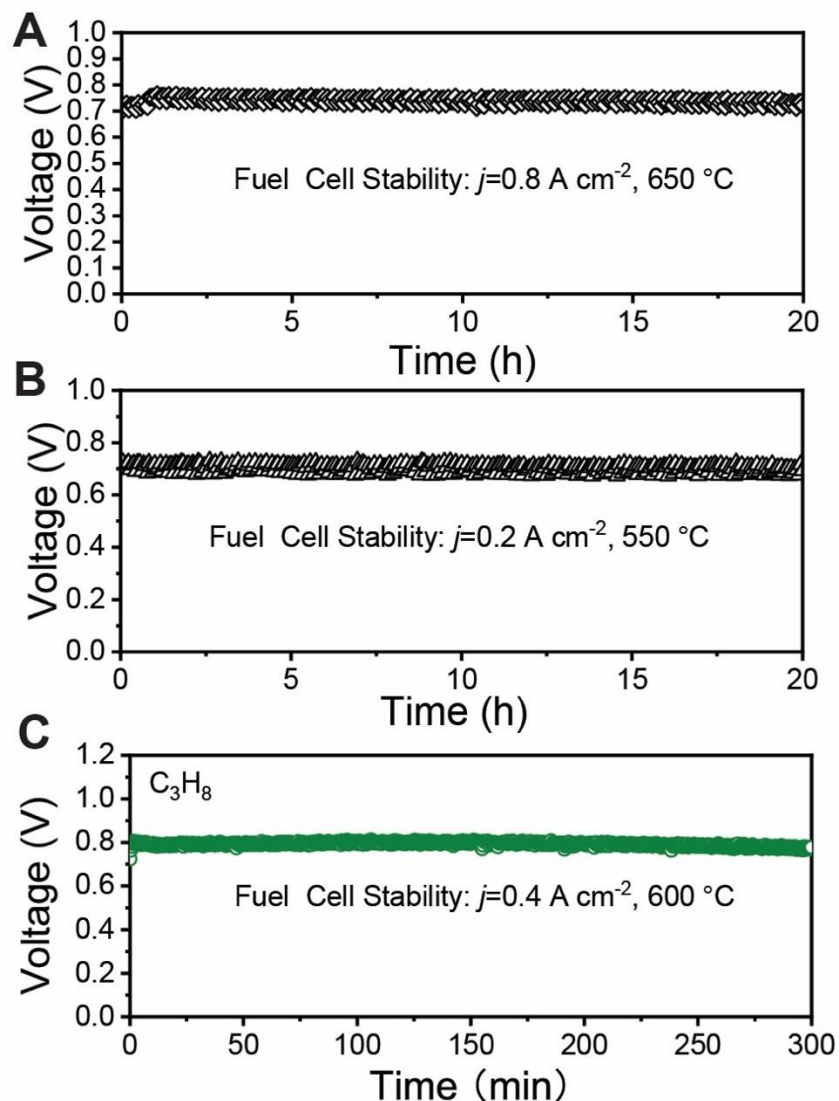 A
1.0
0.9
0.8
0.7
0.6
0.5
0.4
0.3
0.2
0.1
0.0
Voltage (V)
Fuel Cell Stability: j=0.8 A cm⁻², 650 °C
0 5 10 15 20
Time (h)
B
1.0
0.8
0.6
0.4
0.2
0.0
Voltage (V)
Fuel Cell Stability: j=0.2 A cm⁻², 550 °C
0 5 10 15 20
Time (h)
C
1.2
1.0
0.8
0.6
0.4
0.2
0.0
Voltage (V)
C₃H₈
Fuel Cell Stability: j=0.4 A cm⁻², 600 °C
0 50 100 150 200 250 300
Time（min）